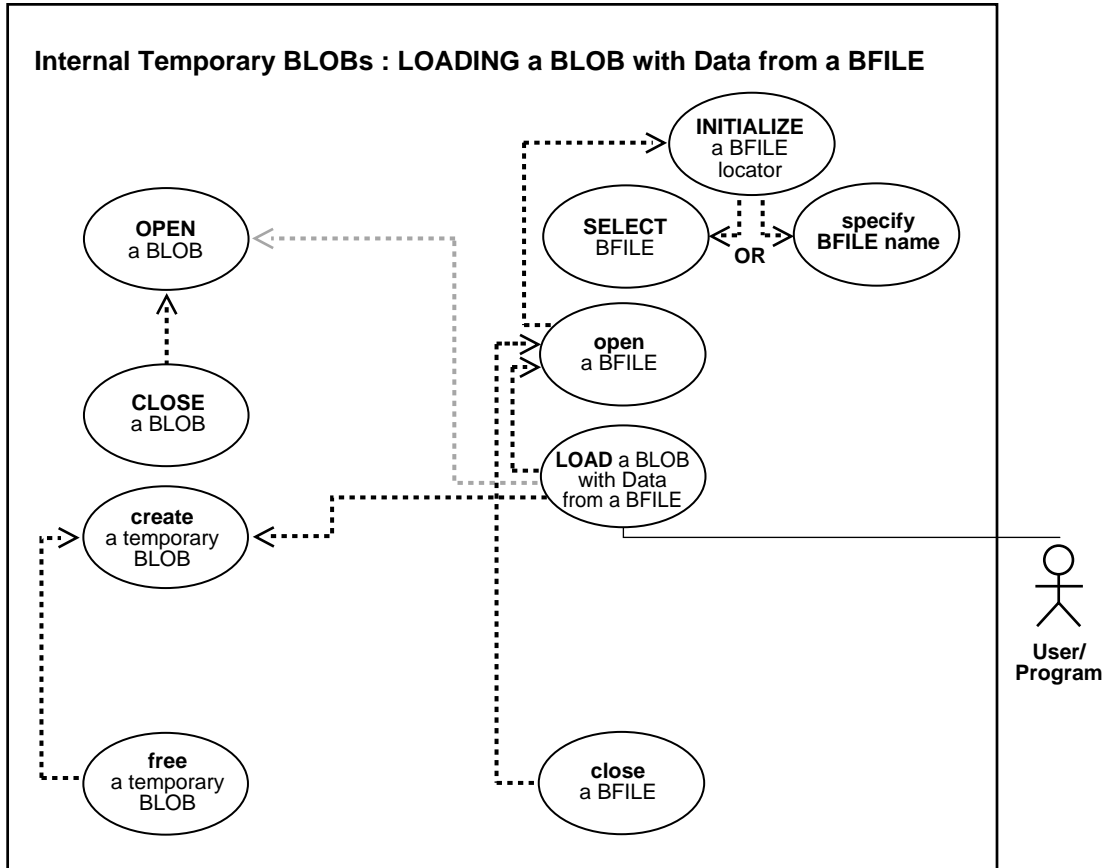 Internal Temporary BLOBs : LOADING a BLOB with Data from a BFILE
INITIALIZE
a BFILE
locator
OPEN
a BLOB
SELECT
BFILE
OR
specify
BFILE name
open
a BFILE
CLOSE
a BLOB
LOAD a BLOB
with Data
from a BFILE
create
a temporary
BLOB
User/
Program
free
a temporary
BLOB
close
a BFILE